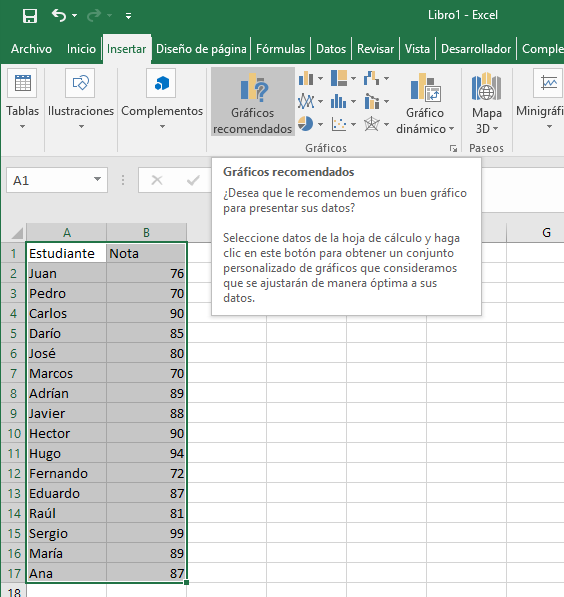 Libro1 - Excel
Archivo Inicio Insertar Diseño de página Fórmulas Datos Revisar Vista Desarrollador Comple
Tablas Ilustraciones Complementos Gráficos recomendados Gráfico dinámico Mapa 3D Minigráfi
Gráficos Paseos
A1
Gráficos recomendados
¿Desea que le recomendemos un buen gráfico
para presentar sus datos?
Seleccione datos de la hoja de cálculo y haga
clic en este botón para obtener un conjunto
personalizado de gráficos que consideramos
que se ajustarán de manera óptima a sus
datos.
A B G
1 Estudiante Nota
2 Juan 76
3 Pedro 70
4 Carlos 90
5 Darío 85
6 José 80
7 Marcos 70
8 Adrían 89
9 Javier 88
10 Hector 90
11 Hugo 94
12 Fernando 72
13 Eduardo 87
14 Raúl 81
15 Sergio 99
16 María 89
17 Ana 87
18